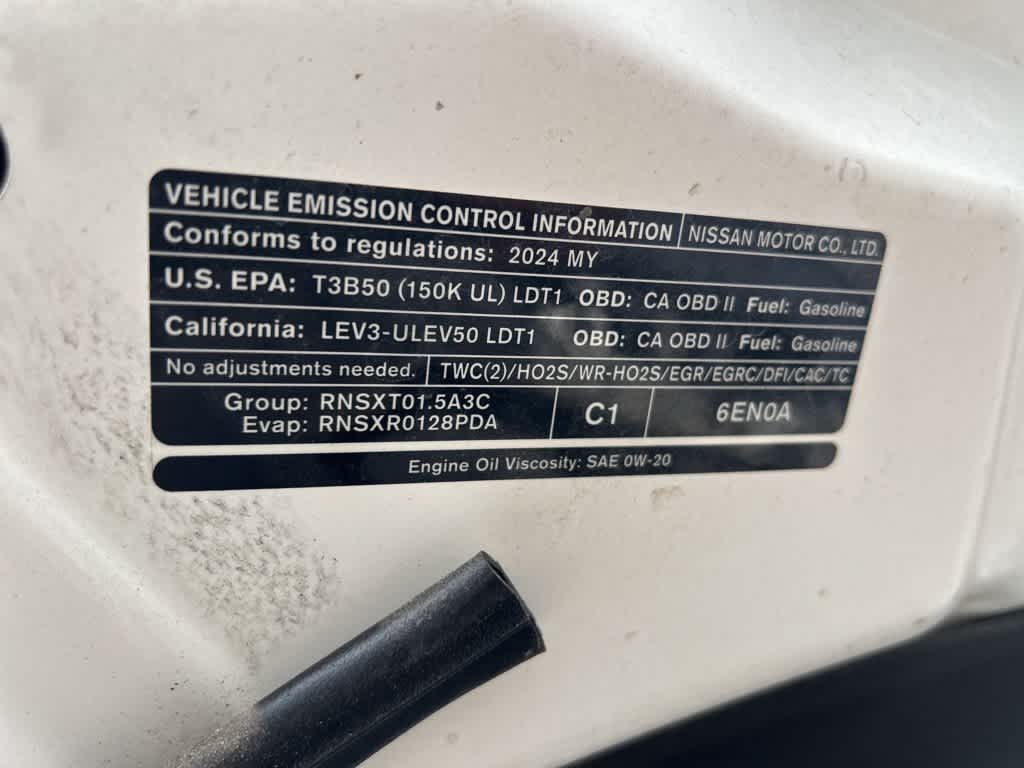 VEHICLE EMISSION CONTROL INFORMATION NISSAN MOTOR CO., LTD.
Conforms to regulations: 2024 MY
U.S. EPA: T3B50 (150K UL) LDT1 OBD: CA OBD II Fuel: Gasoline
California: LEV3-ULEV50 LDT1 OBD: CA OBD II Fuel: Gasoline
No adjustments needed. TWC(2)/HO2S/WR-HO2S/EGR/EGRC/DFI/CAC/TC
Group: RNSXT01.5A3C C1 6EN0A
Evap: RNSXR0128PDA
Engine Oil Viscosity: SAE 0W-20